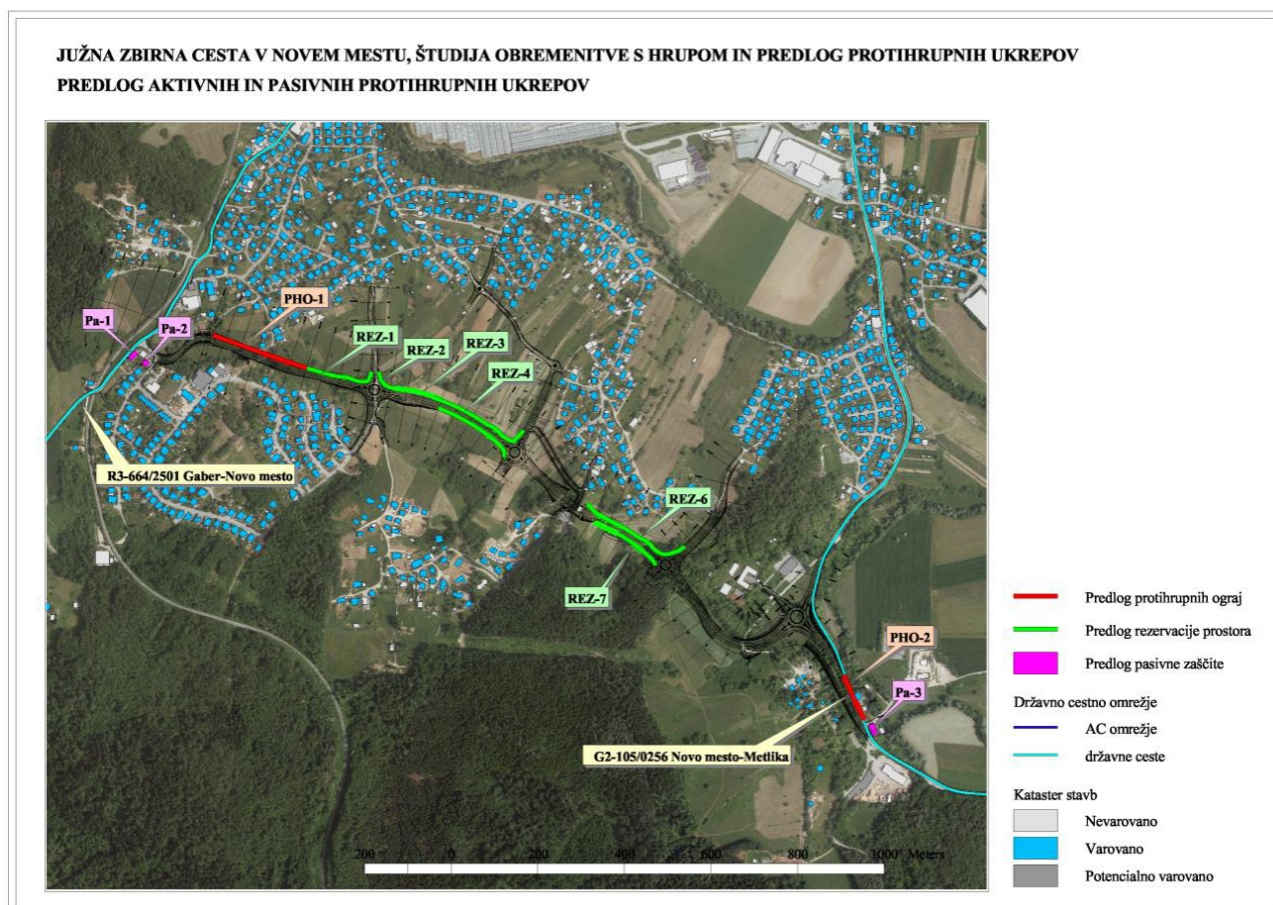 JUŽNA ZBIRNA CESTA V NOVEM MESTU, ŠTUDIJA OBREMENITVE S HRUPOM IN PREDLOG PROTIHRUPNIH UKREPOV
PREDLOG AKTIVNIH IN PASIVNIH PROTIHRUPNIH UKREPOV
PHO-1
Pa-1
Pa-2
REZ-1
REZ-2
REZ-3
REZ-4
R3-664/2501 Gaber-Novo mesto
REZ-6
REZ-7
PHO-2
Pa-3
G2-105/0256 Novo mesto-Metlika
200 0 200 400 600 800 1000 Meters
Predlog protihrupnih ograj
Predlog rezervacije prostora
Predlog pasivne zaščite
Državno cestno omrežje
AC omrežje
državne ceste
Kataster stavb
Nevarovano
Varovano
Potencialno varovano